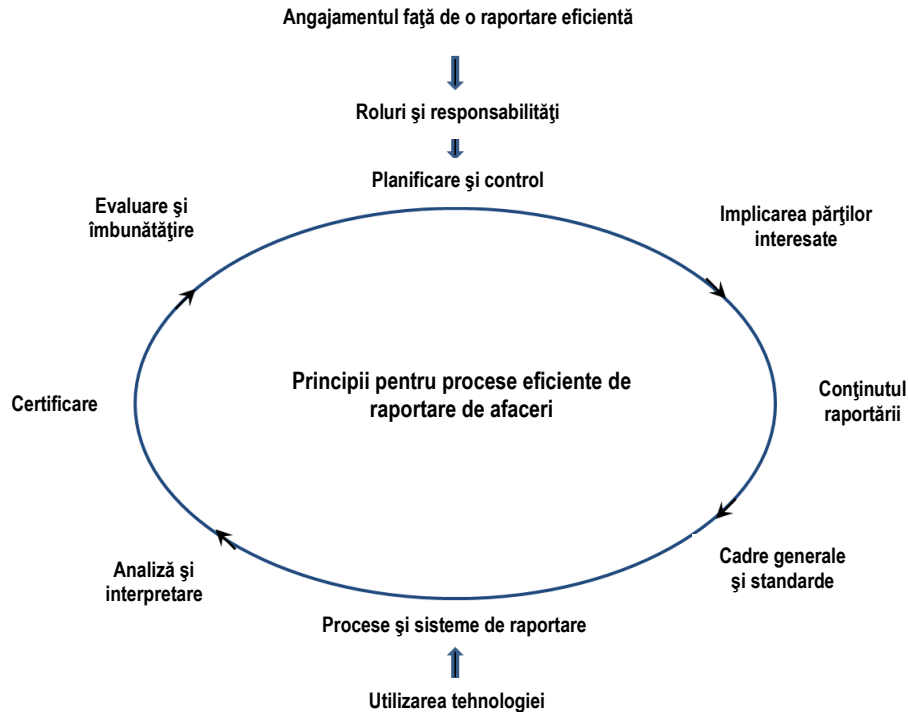 Angajamentul faţă de o raportare eficientă
Roluri şi responsabilităţi
Planificare şi control
Evaluare şi
îmbunătăţire
Implicarea părţilor
interesate
Principii pentru procese eficiente de
raportare de afaceri
Certificare
Conţinutul
raportării
Analiză şi
interpretare
Cadre generale
şi standarde
Procese şi sisteme de raportare
Utilizarea tehnologiei